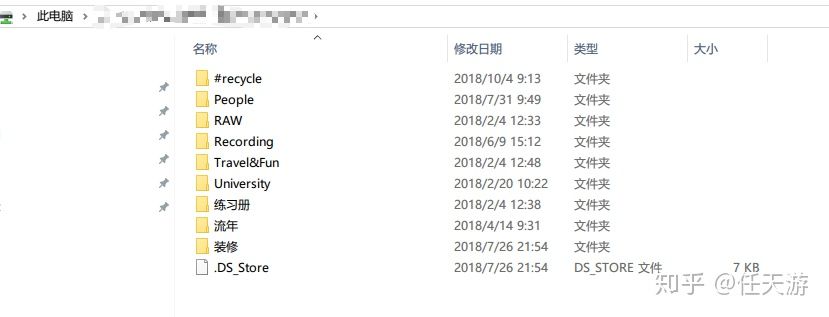 此电脑
名称 修改日期 类型 大小
#recycle 2018/10/4 9:13 文件夹
People 2018/7/31 9:49 文件夹
RAW 2018/2/4 12:33 文件夹
Recording 2018/6/9 15:12 文件夹
Travel&Fun 2018/2/4 12:48 文件夹
University 2018/2/20 10:22 文件夹
练习册 2018/2/4 12:38 文件夹
流年 2018/4/14 9:31 文件夹
装修 2018/7/26 21:54 文件夹
.DS_Store 2018/7/26 21:54 DS_STORE 文件 7 KB
知乎 @任天游